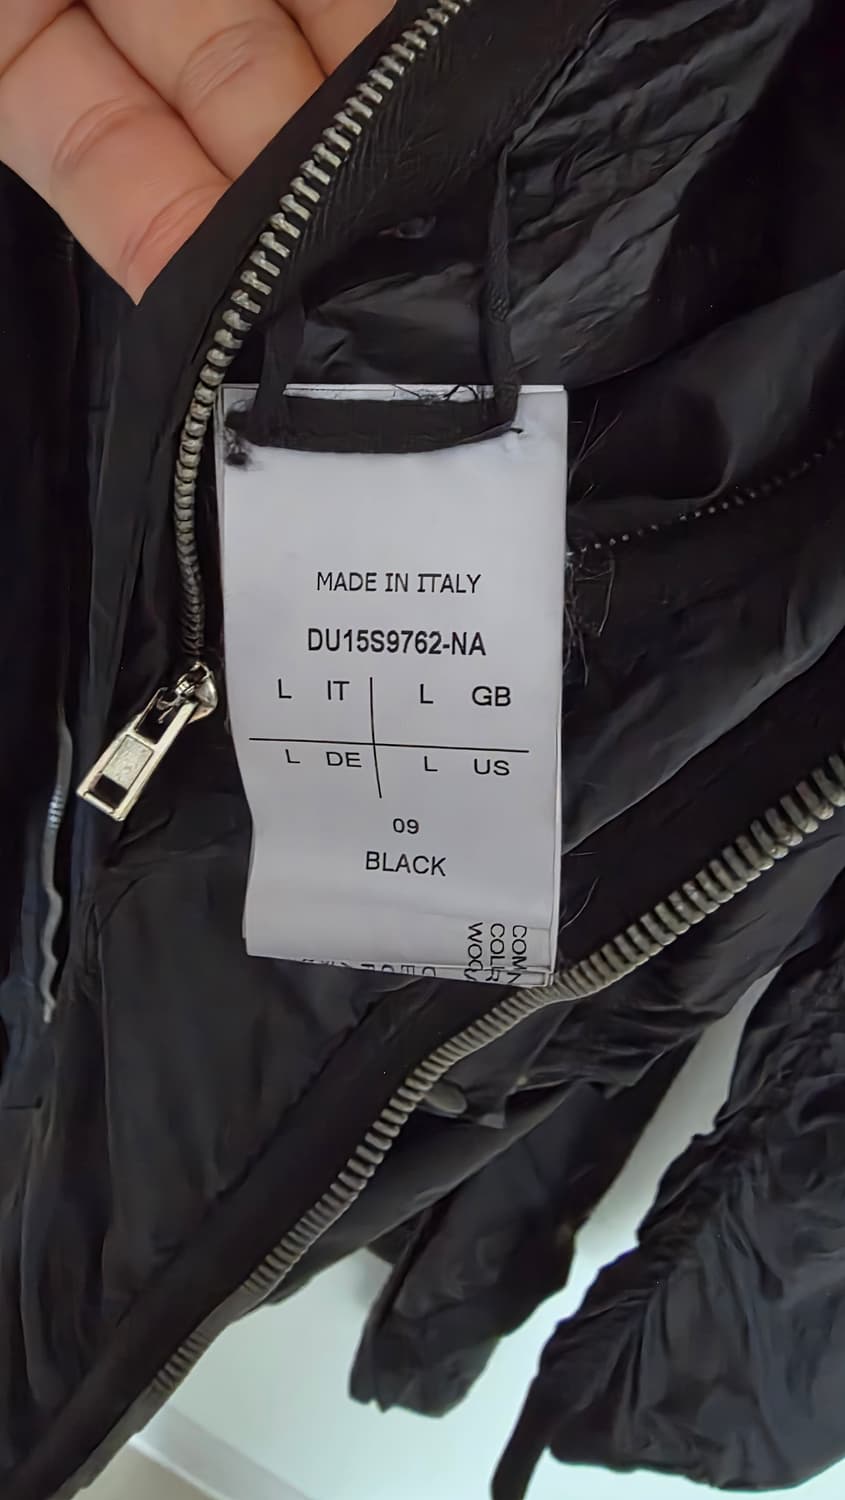 MADE IN ITALY
DU15S9762-NA
L IT L GB
L DE L US
09
BLACK